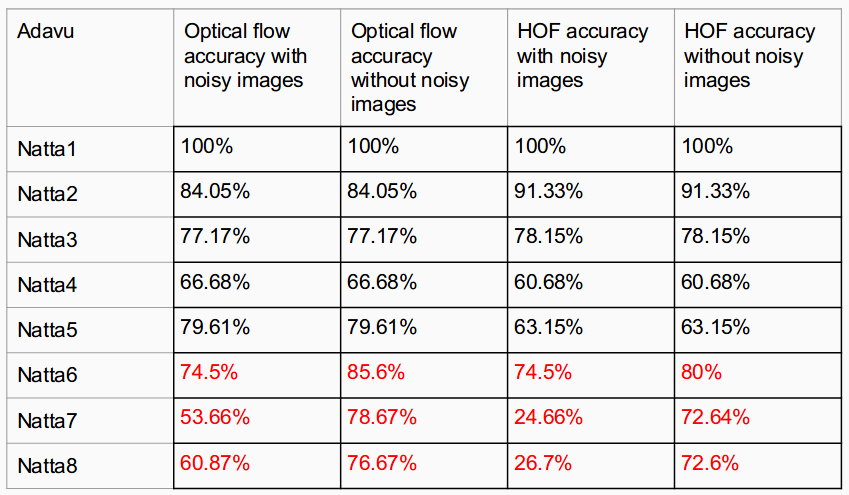 Adavu
Optical flow
accuracy with
noisy images
Optical flow
accuracy
without noisy
images
HOF accuracy
with noisy
images
HOF accuracy
without noisy
images
Natta1
100%
100%
100%
100%
Natta2
84.05%
84.05%
91.33%
91.33%
Natta3
77.17%
77.17%
78.15%
78.15%
Natta4
66.68%
66.68%
60.68%
60.68%
Natta5
79.61%
79.61%
63.15%
63.15%
Natta6
74.5%
85.6%
74.5%
80%
Natta7
53.66%
78.67%
24.66%
72.64%
Natta8
60.87%
76.67%
26.7%
72.6%